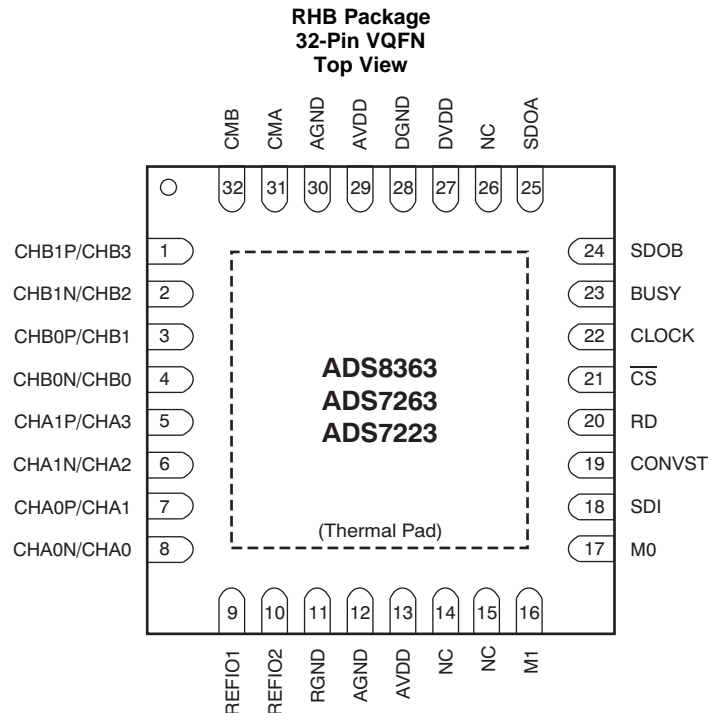 RHB Package
32-Pin VQFN
Top View
CMB
CMA
AGND
AVDD
DGND
DVDD
NC
SDOA
32
31
30
29
28
27
26
25
CHB1P/CHB3 1
CHB1N/CHB2 2
CHB0P/CHB1 3
CHB0N/CHB0 4
CHA1P/CHA3 5
CHA1N/CHA2 6
CHA0P/CHA1 7
CHA0N/CHA0 8
ADS8363
ADS7263
ADS7223
(Thermal Pad)
24 SDOB
23 BUSY
22 CLOCK
21 C̅S̅
20 RD
19 CONVST
18 SDI
17 M0
9
10
11
12
13
14
15
16
REFIO1
REFIO2
RGND
AGND
AVDD
NC
NC
M1